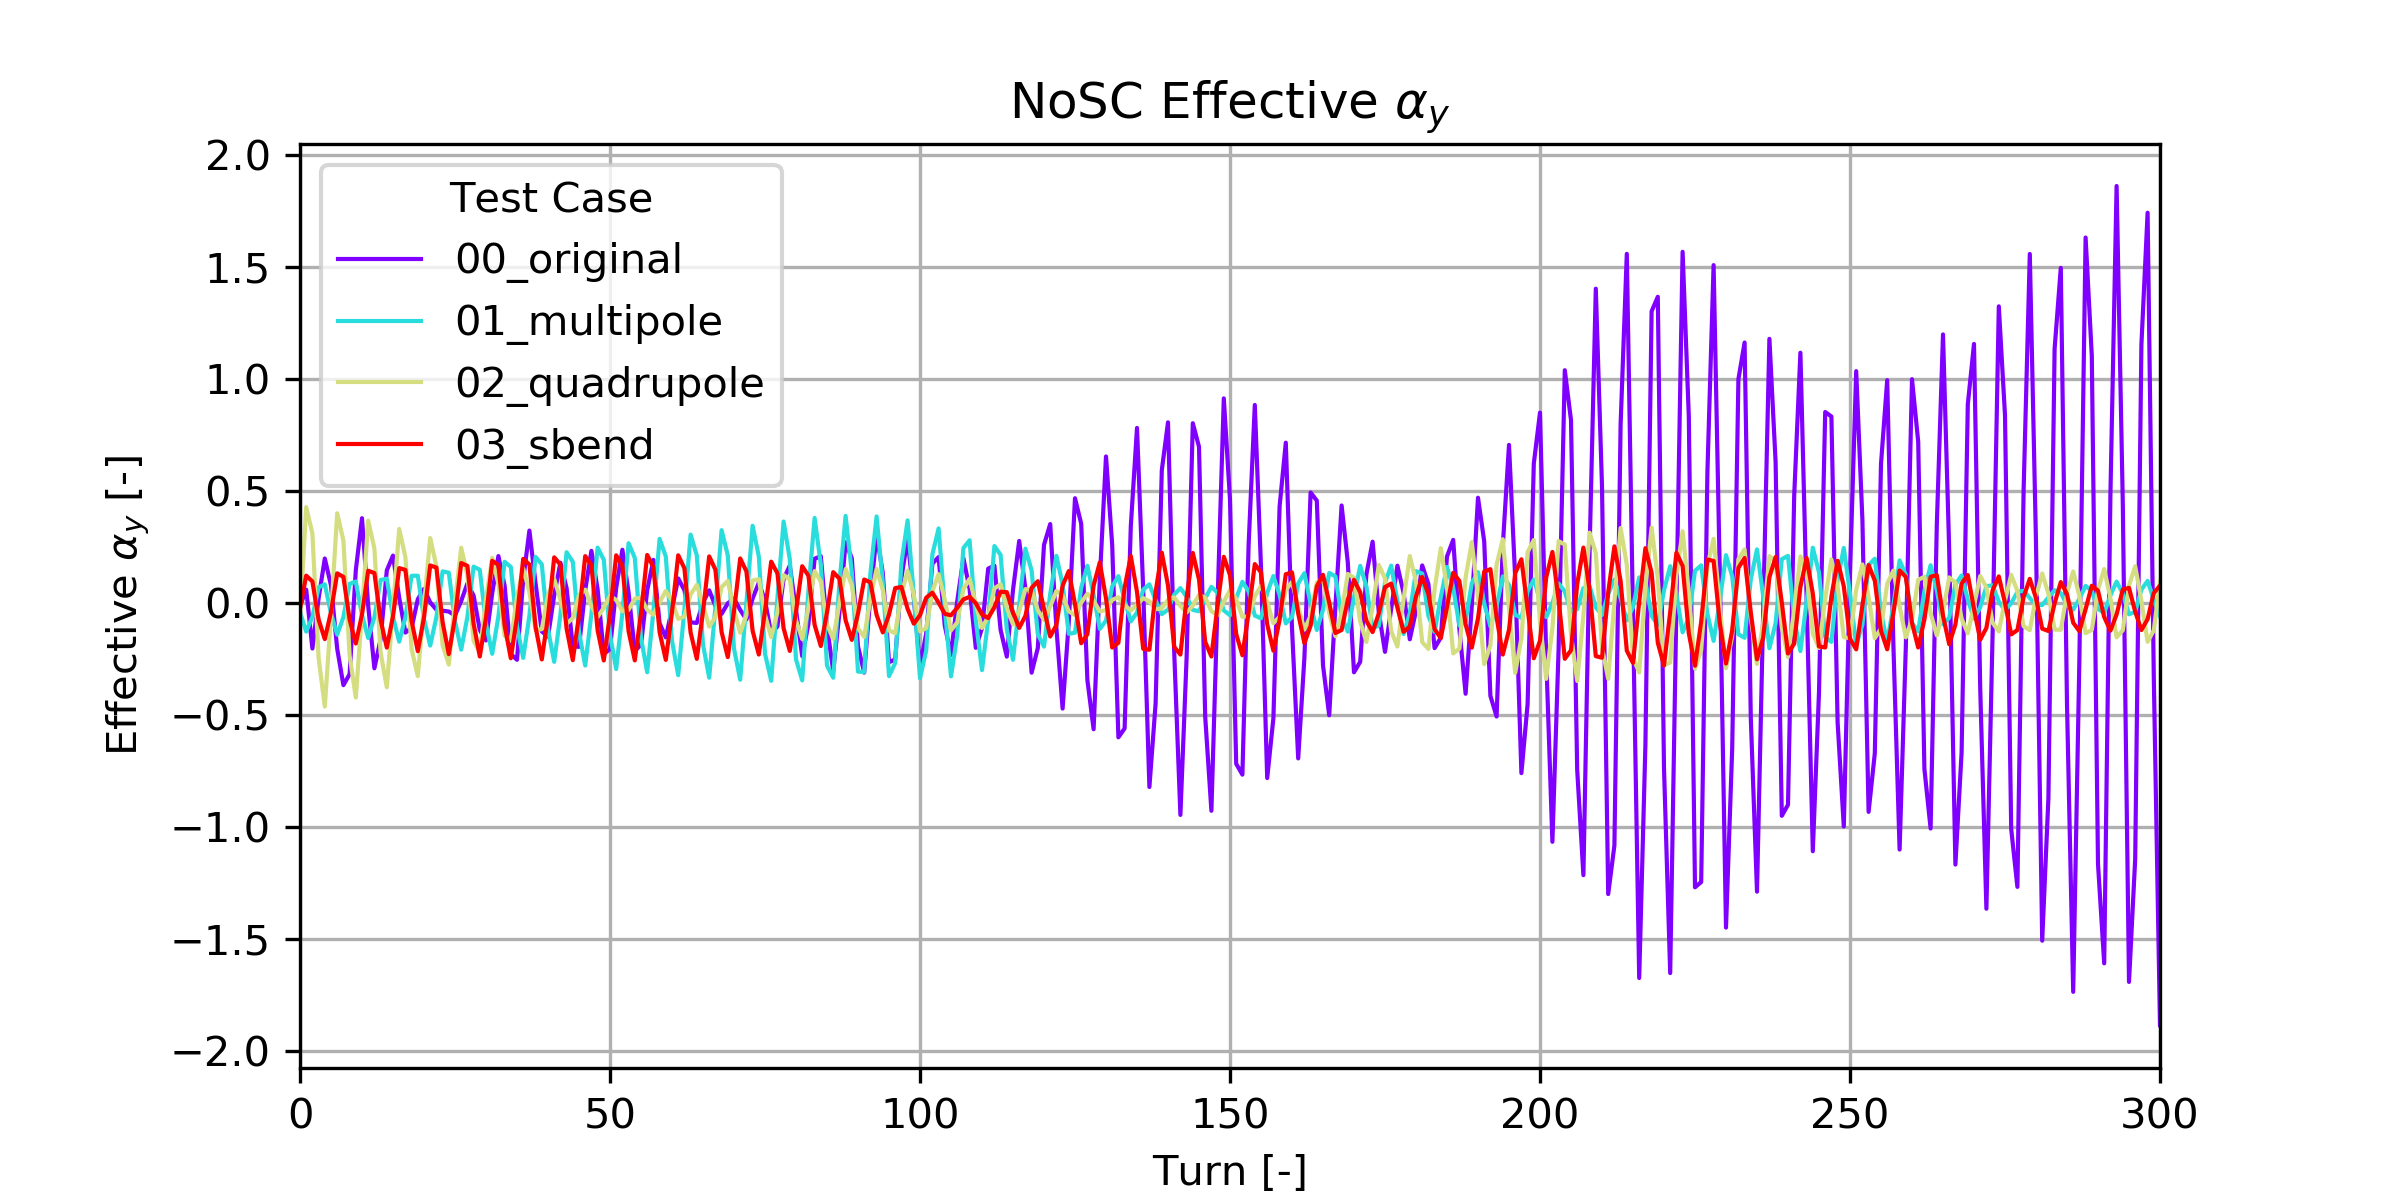 NoSC Effective αy
Test Case
00_original
01_multipole
02_quadrupole
03_sbend
2.0
1.5
1.0
0.5
0.0
−0.5
−1.0
−1.5
−2.0
Effective αy [-]
0 50 100 150 200 250 300
Turn [-]